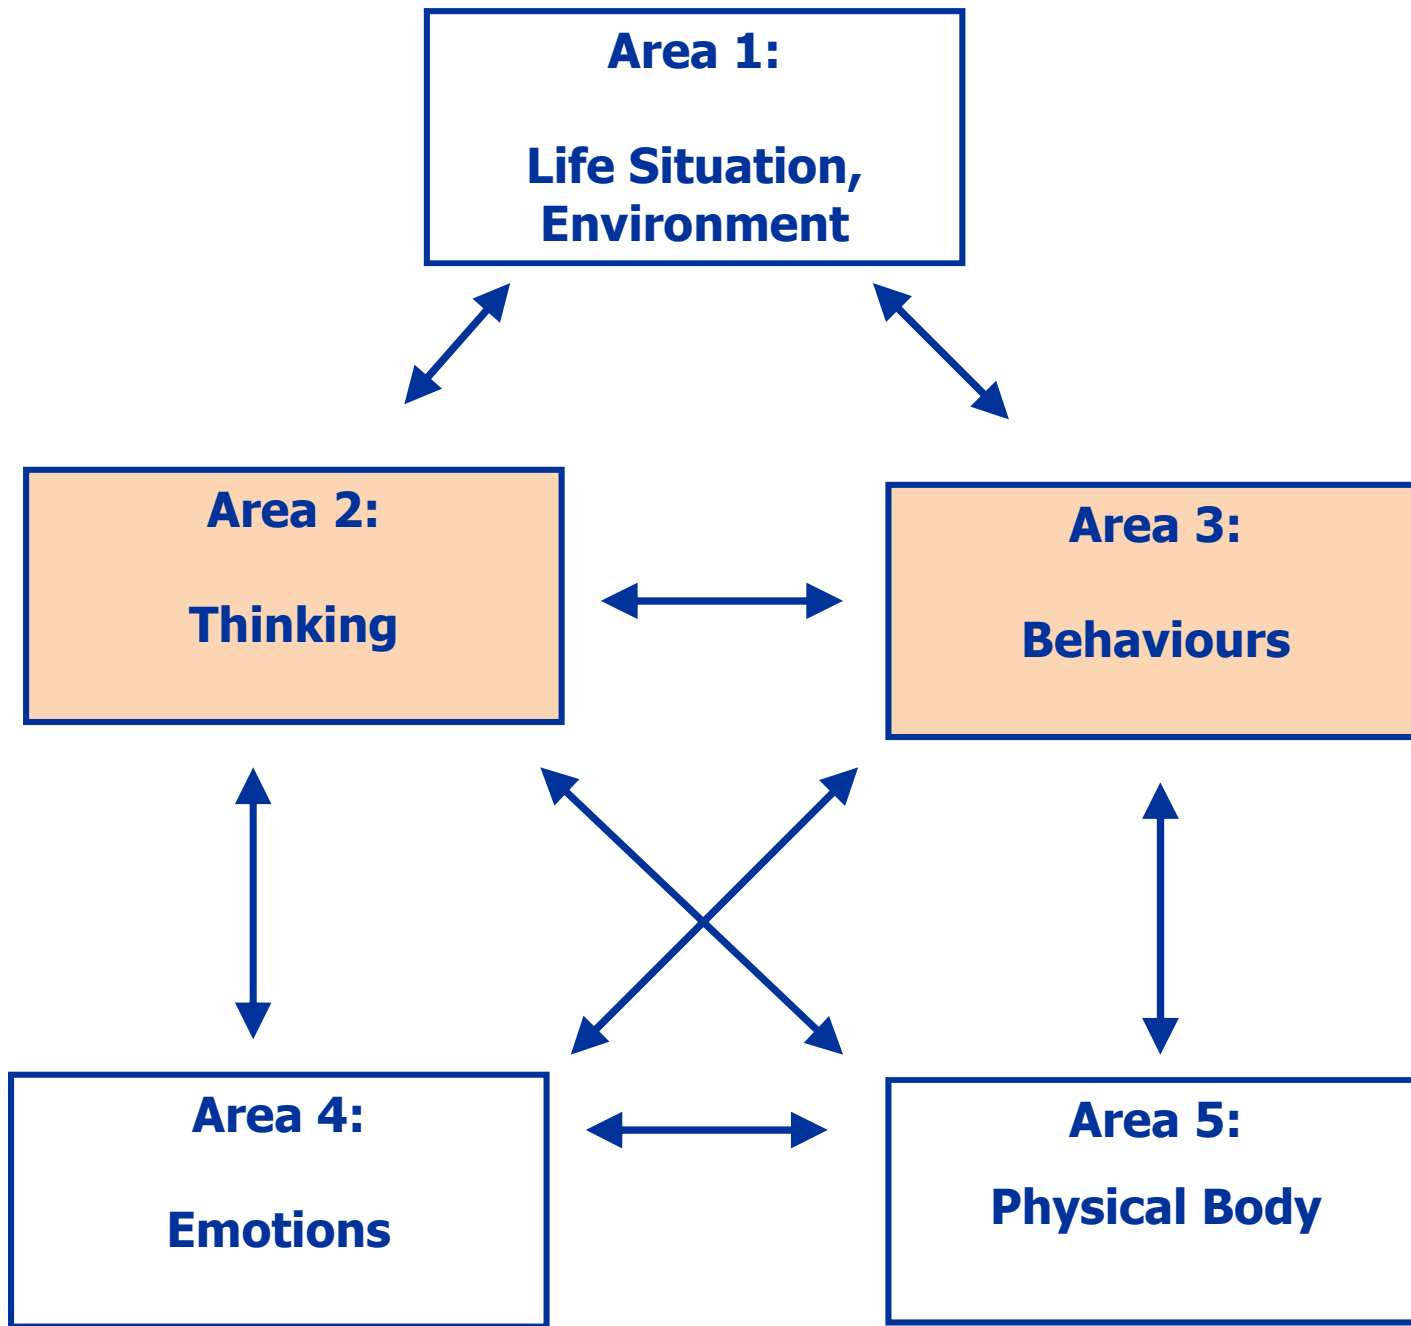 Area 1:
Life Situation,
Environment
Area 2:
Thinking
Area 3:
Behaviours
Area 4:
Emotions
Area 5:
Physical Body